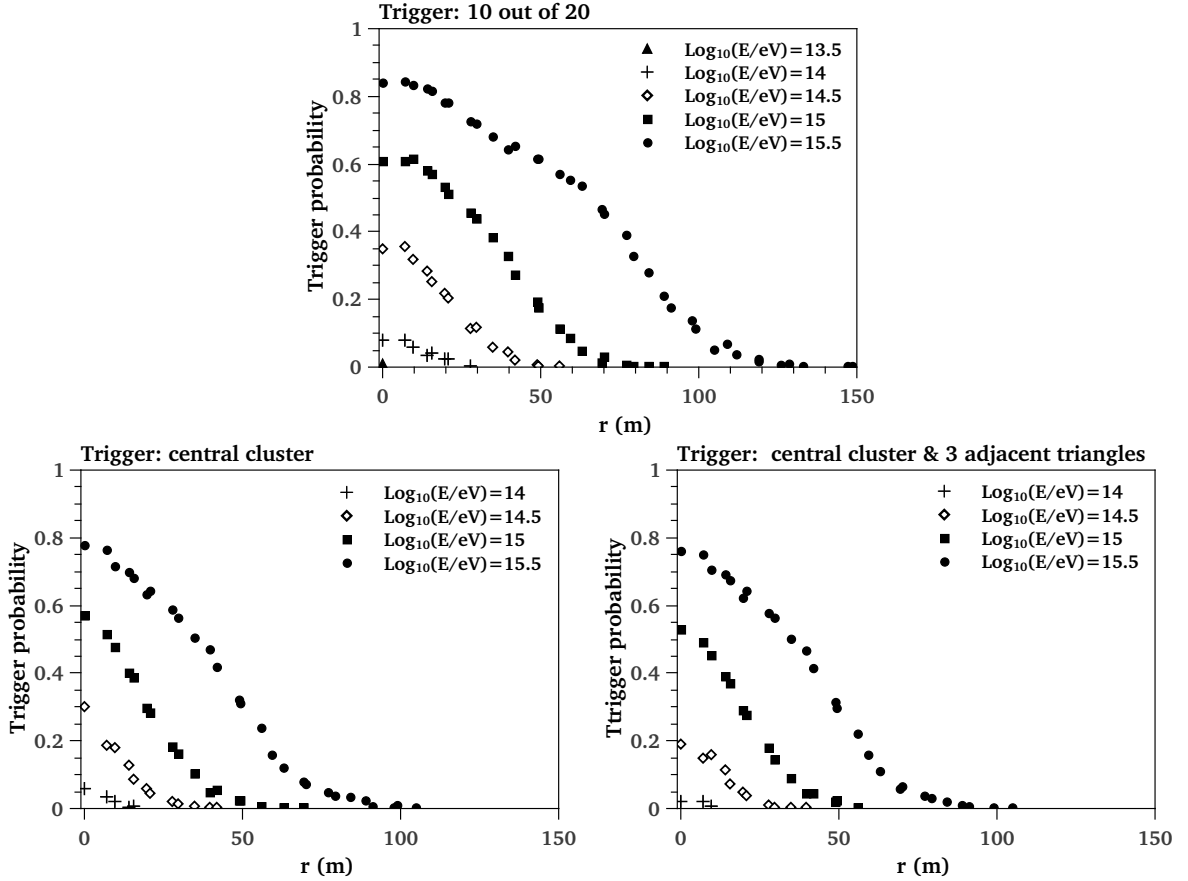 Trigger: 10 out of 20
1
0.8
0.6
0.4
0.2
0
Trigger probability
Log₁₀(E/eV)=13.5
Log₁₀(E/eV)=14
Log₁₀(E/eV)=14.5
Log₁₀(E/eV)=15
Log₁₀(E/eV)=15.5
0 50 100 150
r (m)
Trigger: central cluster
1
0.8
0.6
0.4
0.2
0
Trigger probability
Log₁₀(E/eV)=14
Log₁₀(E/eV)=14.5
Log₁₀(E/eV)=15
Log₁₀(E/eV)=15.5
0 50 100 150
r (m)
Trigger: central cluster & 3 adjacent triangles
1
0.8
0.6
0.4
0.2
0
Ttrigger probability
Log₁₀(E/eV)=14
Log₁₀(E/eV)=14.5
Log₁₀(E/eV)=15
Log₁₀(E/eV)=15.5
0 50 100 150
r (m)